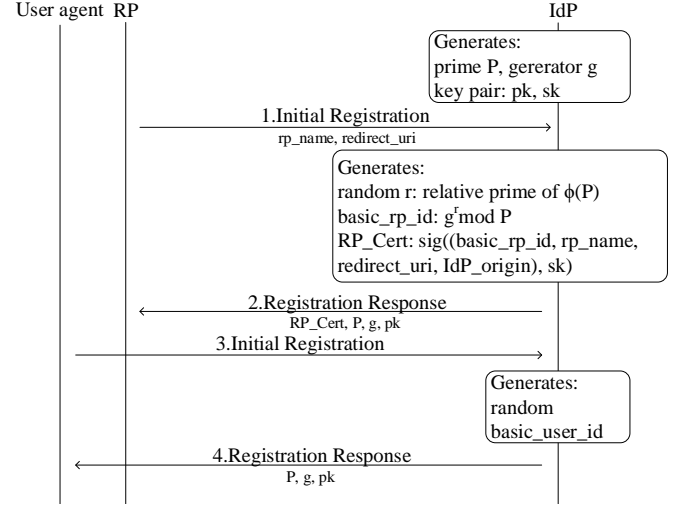 User agent RP IdP
Generates:
prime P, gererator g
key pair: pk, sk
1.Initial Registration
rp_name, redirect_uri
Generates:
random r: relative prime of ϕ(P)
basic_rp_id: gʳmod P
RP_Cert: sig((basic_rp_id, rp_name,
redirect_uri, IdP_origin), sk)
2.Registration Response
RP_Cert, P, g, pk
3.Initial Registration
Generates:
random
basic_user_id
4.Registration Response
P, g, pk